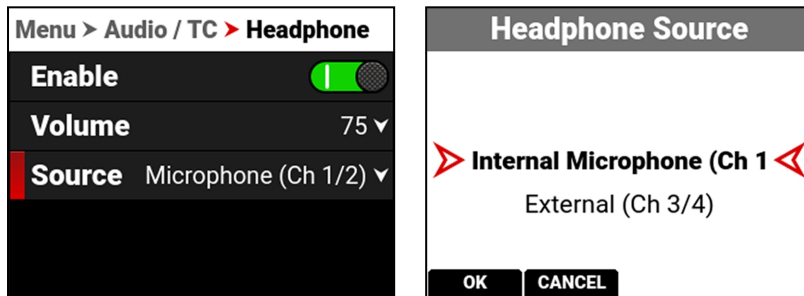 Menu > Audio / TC > Headphone
Enable
Volume 75
Source Microphone (Ch 1/2)
Headphone Source
Internal Microphone (Ch 1
External (Ch 3/4)
OK CANCEL